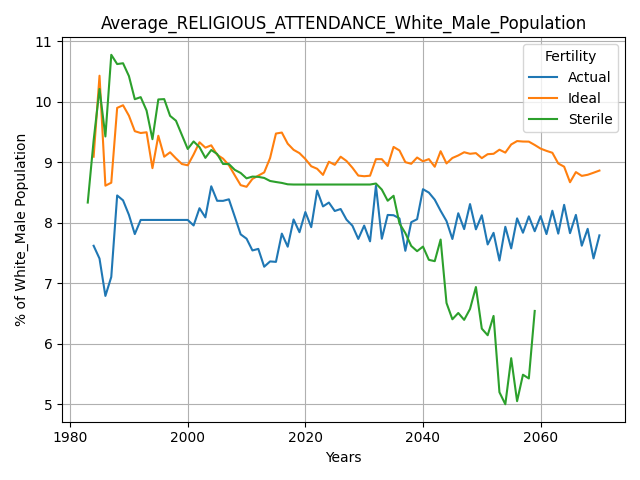 Average_RELIGIOUS_ATTENDANCE_White_Male_Population
% of White_Male Population
11
10
9
8
7
6
5
Fertility
Actual
Ideal
Sterile
1980
2000
2020
2040
2060
Years